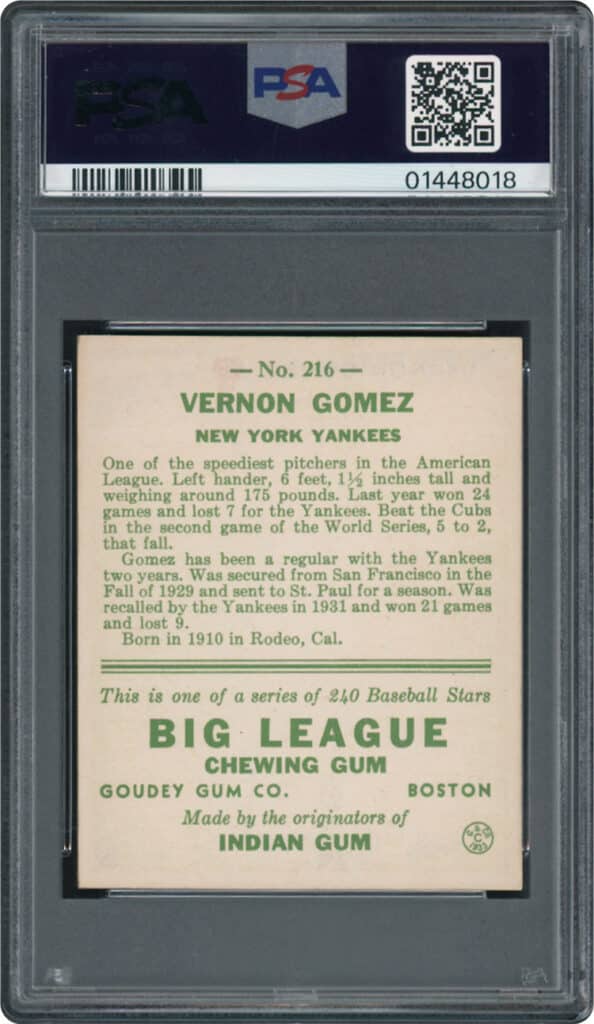 PSA
PSA
01448018
— No. 216 —
VERNON GOMEZ
NEW YORK YANKEES
One of the speediest pitchers in the American
League. Left hander, 6 feet, 1½ inches tall and
weighing around 175 pounds. Last year won 24
games and lost 7 for the Yankees. Beat the Cubs
in the second game of the World Series, 5 to 2,
that fall.
Gomez has been a regular with the Yankees
two years. Was secured from San Francisco in the
Fall of 1929 and sent to St. Paul for a season. Was
recalled by the Yankees in 1931 and won 21 games
and lost 9.
Born in 1910 in Rodeo, Cal.
This is one of a series of 240 Baseball Stars
BIG LEAGUE
CHEWING GUM
GOUDEY GUM CO. BOSTON
Made by the originators of
INDIAN GUM
C
1933
PSA